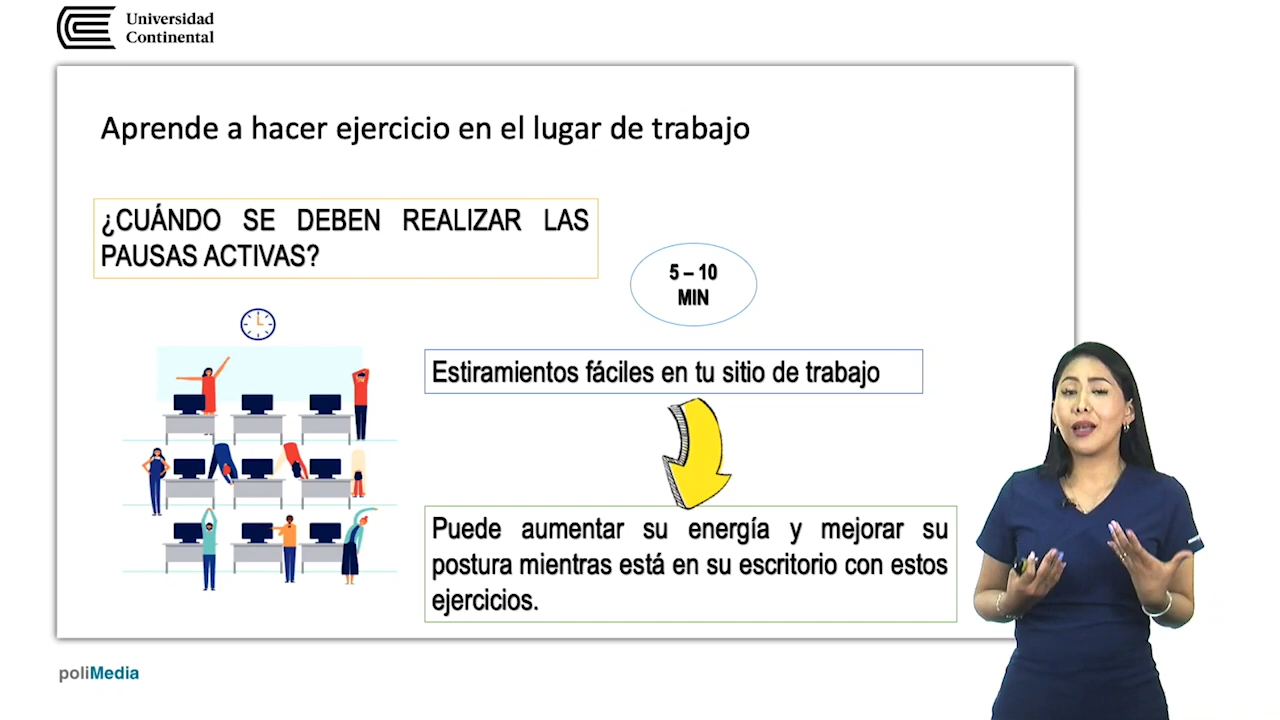 Universidad
Continental
Aprende a hacer ejercicio en el lugar de trabajo
¿CUÁNDO SE DEBEN REALIZAR LAS
PAUSAS ACTIVAS?
5 – 10
MIN
Estiramientos fáciles en tu sitio de trabajo
Puede aumentar su energía y mejorar su
postura mientras está en su escritorio con estos
ejercicios.
poliMedia